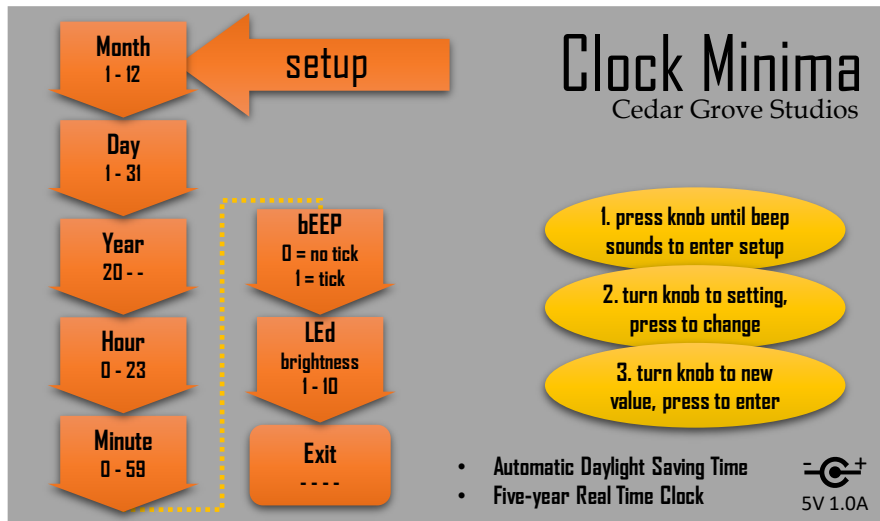 Month
1 - 12
setup
Clock Minima
Cedar Grove Studios
Day
1 - 31
Year
20 - -
Hour
0 - 23
Minute
0 - 59
bEEP
0 = no tick
1 = tick
LEd
brightness
1 - 10
Exit
- - - -
1. press knob until beep
sounds to enter setup
2. turn knob to setting,
press to change
3. turn knob to new
value, press to enter
• Automatic Daylight Saving Time
• Five-year Real Time Clock
- +
5V 1.0A